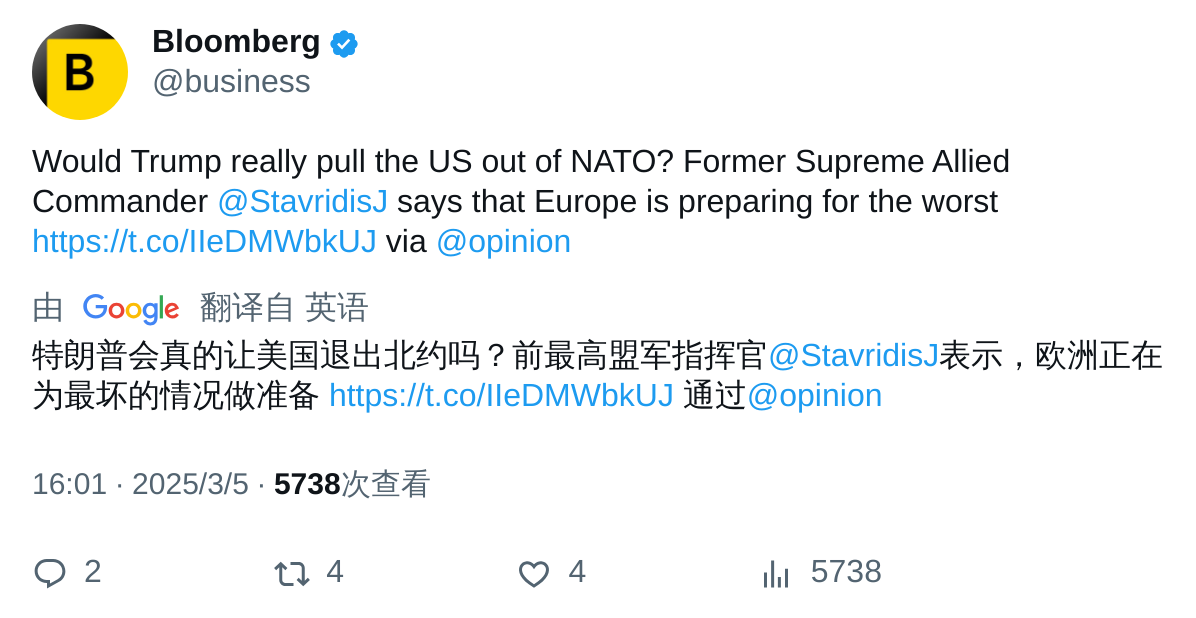 B
Bloomberg
@business
Would Trump really pull the US out of NATO? Former Supreme Allied
Commander @StavridisJ says that Europe is preparing for the worst
https://t.co/IIeDMWbkUJ via @opinion
由 Google 翻译自 英语
特朗普会真的让美国退出北约吗？前最高盟军指挥官@StavridisJ表示，欧洲正在
为最坏的情况做准备 https://t.co/IIeDMWbkUJ 通过@opinion
16:01 · 2025/3/5 · 5738次查看
2 4 4 5738